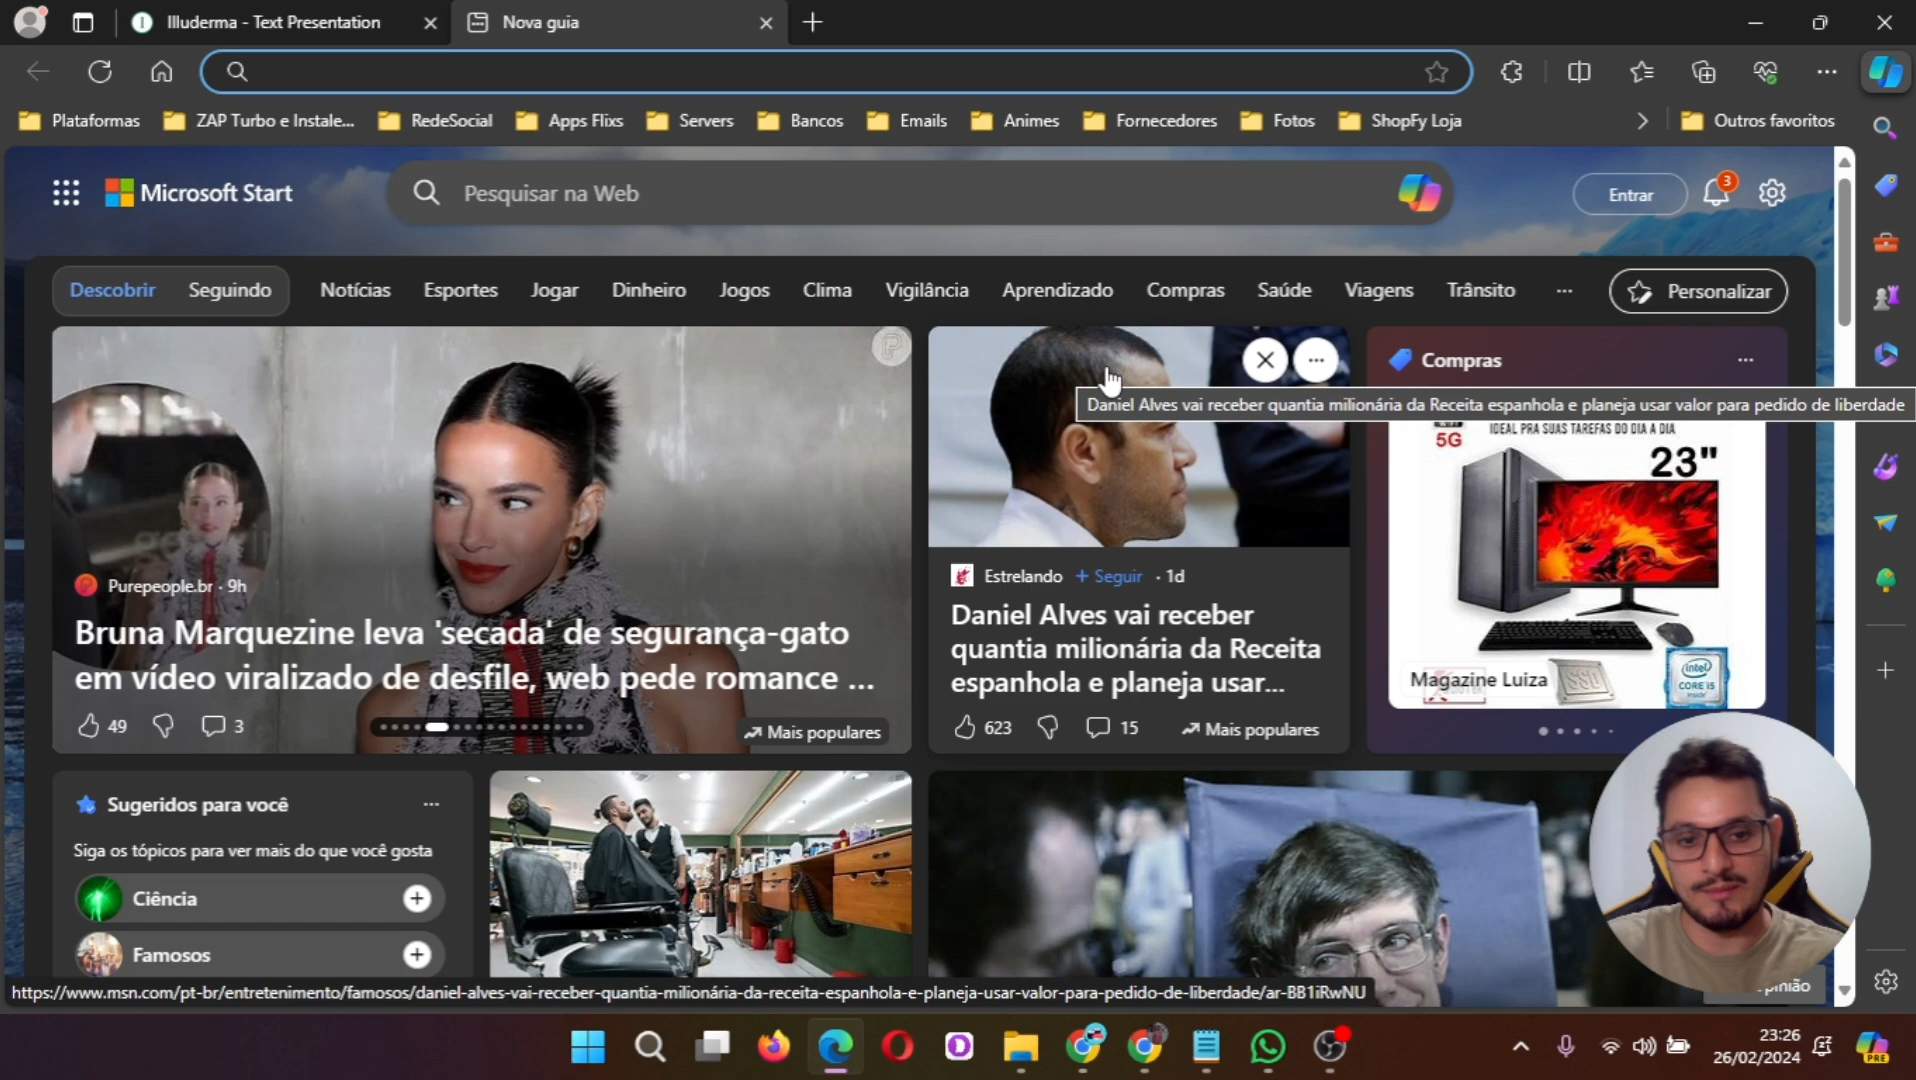 Illuderma - Text Presentation
Nova guia
Plataformas
ZAP Turbo e Instale...
RedeSocial
Apps Flixs
Servers
Bancos
Emails
Animes
Fornecedores
Fotos
ShopFy Loja
Outros favoritos
Microsoft Start
Pesquisar na Web
Entrar
3
Descobrir
Seguindo
Notícias
Esportes
Jogar
Dinheiro
Jogos
Clima
Vigilância
Aprendizado
Compras
Saúde
Viagens
Trânsito
Personalizar
Purepeople.br · 9h
Bruna Marquezine leva 'secada' de segurança-gato
em vídeo viralizado de desfile, web pede romance ...
49
3
Mais populares
Daniel Alves vai receber quantia milionária da Receita espanhola e planeja usar valor para pedido de liberdade
Estrelando + Seguir · 1d
Daniel Alves vai receber
quantia milionária da Receita
espanhola e planeja usar...
623
15
Mais populares
Compras
5G
IDEAL PRA SUAS TAREFAS DO DIA A DIA
23"
Magazine Luiza
SSD
intel
CORE i5
Sugeridos para você
Siga os tópicos para ver mais do que você gosta
Ciência
Famosos
https://www.msn.com/pt-br/entretenimento/famosos/daniel-alves-vai-receber-quantia-milionária-da-receita-espanhola-e-planeja-usar-valor-para-pedido-de-liberdade/ar-BB1iRwNU
23:26
26/02/2024
PRE